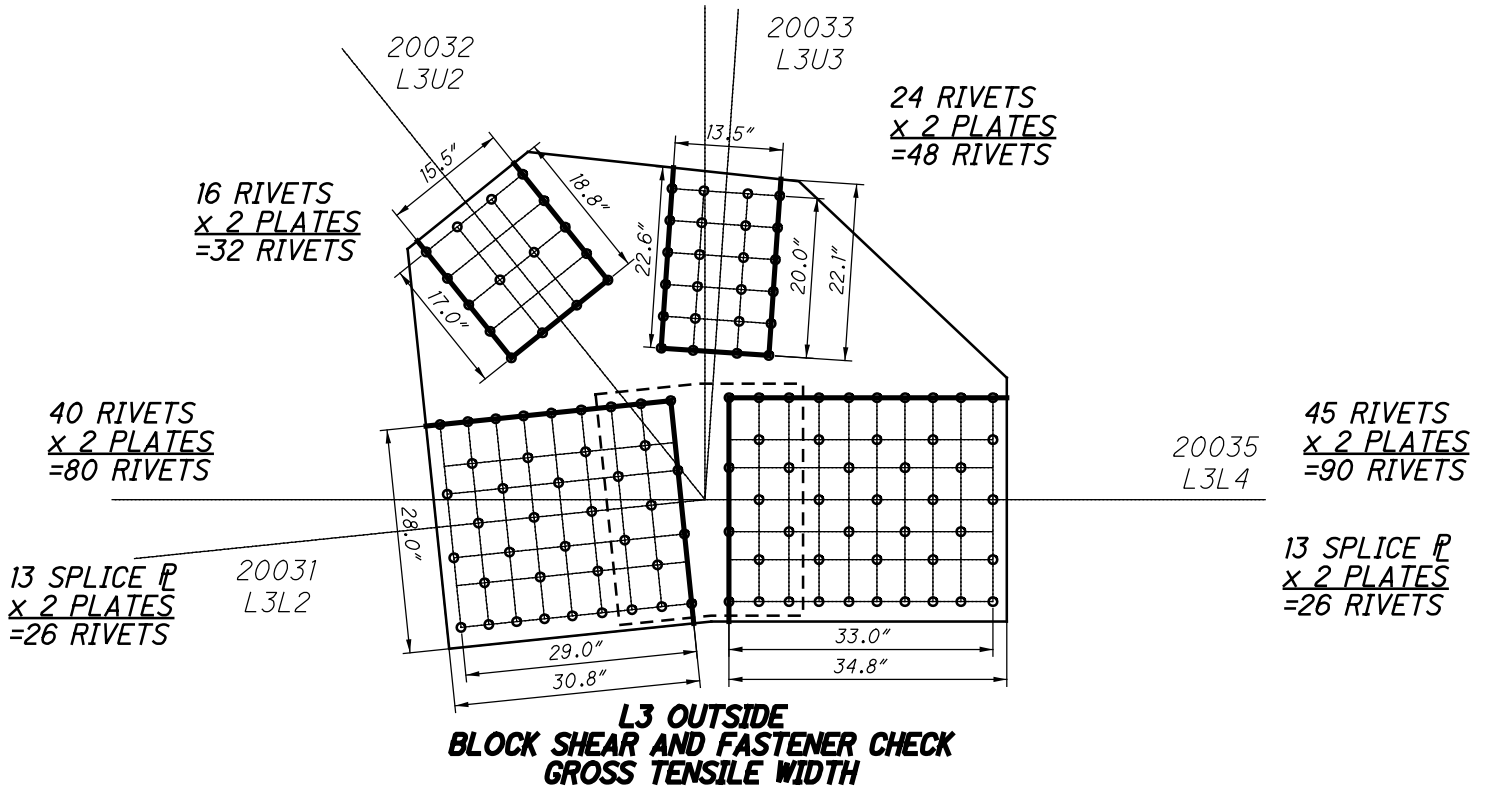 20032
L3U2
20033
L3U3
24 RIVETS
x 2 PLATES
=48 RIVETS
13.5"
15.5"
18.8"
16 RIVETS
x 2 PLATES
=32 RIVETS
22.6"
20.0"
22.1"
17.0"
40 RIVETS
x 2 PLATES
=80 RIVETS
45 RIVETS
x 2 PLATES
=90 RIVETS
20035
L3L4
28.0"
13 SPLICE ⅊
x 2 PLATES
=26 RIVETS
20031
L3L2
13 SPLICE ⅊
x 2 PLATES
=26 RIVETS
29.0"
30.8"
33.0"
34.8"
L3 OUTSIDE
BLOCK SHEAR AND FASTENER CHECK
GROSS TENSILE WIDTH